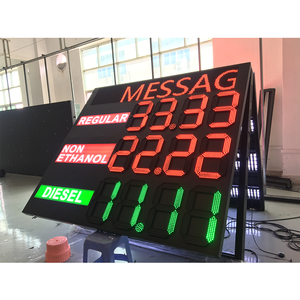 MESSAG
REGULAR 33.33
NON
ETHANOL 22.22
DIESEL 11.11